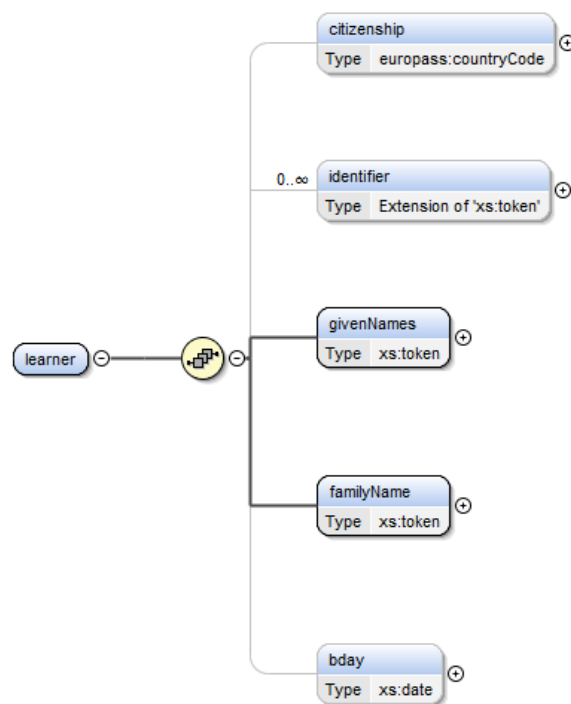 citizenship
Type europass:countryCode
0..∞
identifier
Type Extension of 'xs:token'
givenNames
Type xs:token
learner
familyName
Type xs:token
bday
Type xs:date